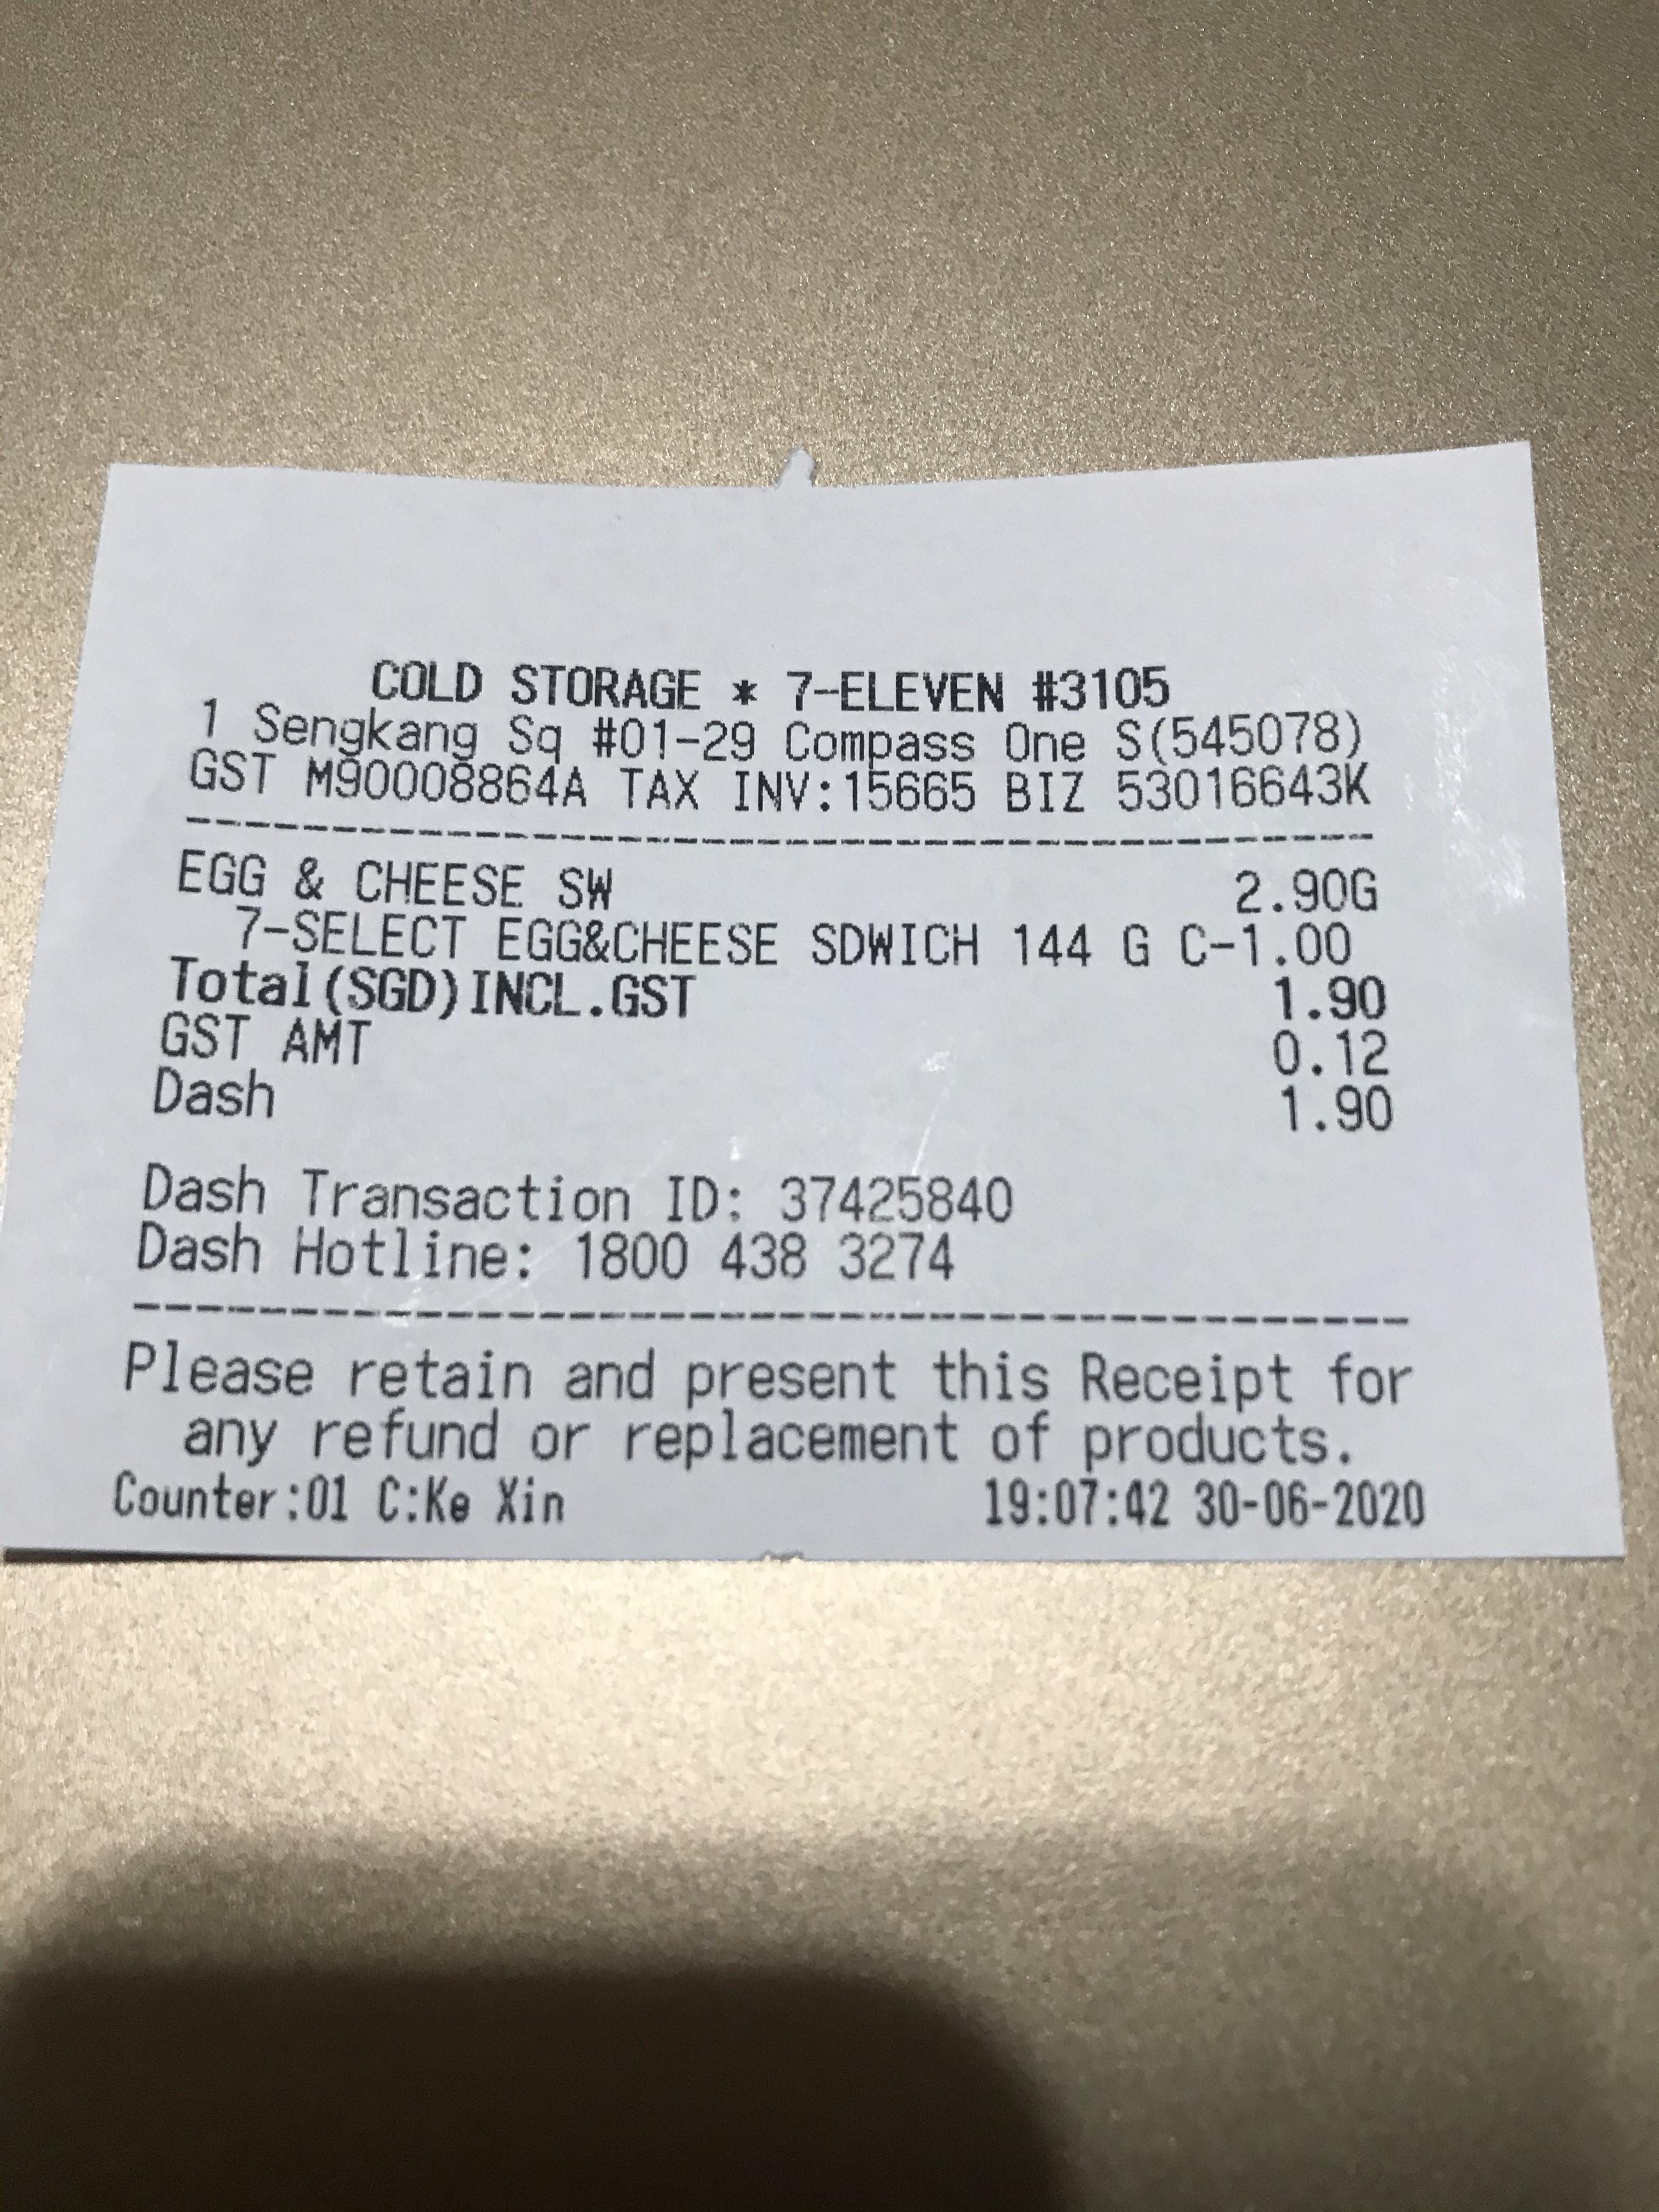 COLD STORAGE * 7-ELEVEN #3105
1 Sengkang Sq #01-29 Compass One S(545078)
GST M90008864A TAX INV:15665 BIZ 53016643K
------------------------------------------
EGG & CHEESE SW 2.90G
7-SELECT EGG&CHEESE SDWICH 144 G C-1.00
Total(SGD)INCL.GST 1.90
GST AMT 0.12
Dash 1.90
Dash Transaction ID: 37425840
Dash Hotline: 1800 438 3274
------------------------------------------
Please retain and present this Receipt for
any refund or replacement of products.
Counter:01 C:Ke Xin 19:07:42 30-06-2020